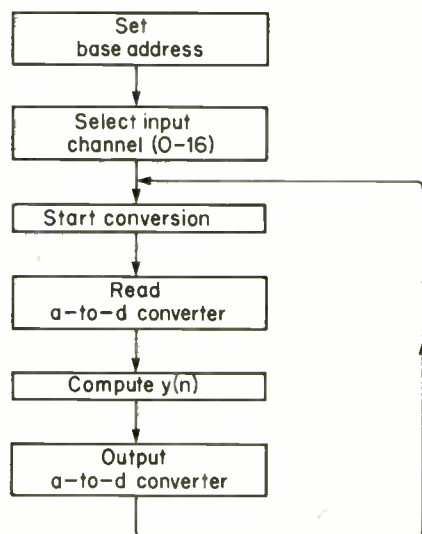 Set
base address
Select input
channel (0-16)
Start conversion
Read
a-to-d converter
Compute y(n)
Output
a-to-d converter